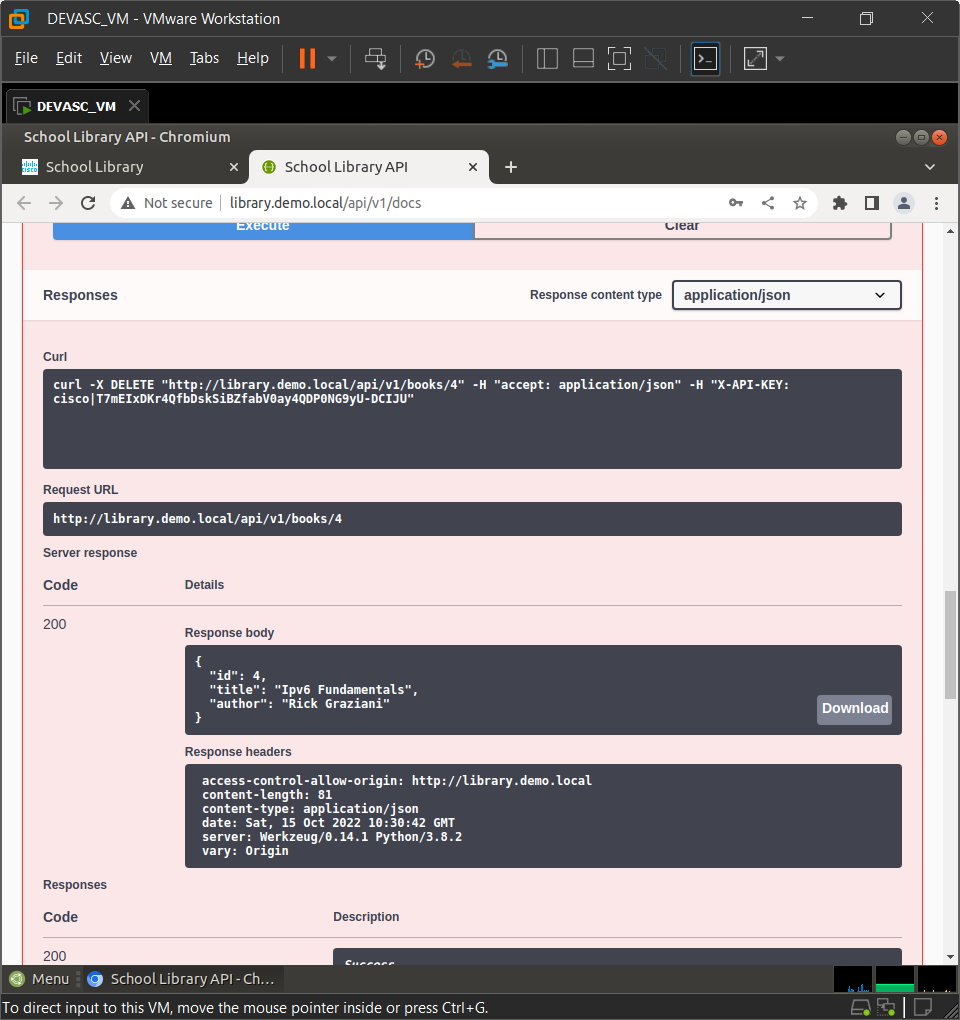 DEVASC_VM - VMware Workstation
File Edit View VM Tabs Help
DEVASC_VM
School Library API - Chromium
cisco School Library
School Library API
Not secure library.demo.local/api/v1/docs
Execute Clear
Responses Response content type application/json
Curl
curl -X DELETE "http://library.demo.local/api/v1/books/4" -H "accept: application/json" -H "X-API-KEY:
cisco|T7mEIxDKr4QfbDskSiBZfabV0ay4QDP0NG9yU-DCIJU"
Request URL
http://library.demo.local/api/v1/books/4
Server response
Code Details
200
Response body
{
"id": 4,
"title": "Ipv6 Fundamentals",
"author": "Rick Graziani"
}
Download
Response headers
access-control-allow-origin: http://library.demo.local
content-length: 81
content-type: application/json
date: Sat, 15 Oct 2022 10:30:42 GMT
server: Werkzeug/0.14.1 Python/3.8.2
vary: Origin
Responses
Code Description
200 Success
Menu School Library API - Ch...
To direct input to this VM, move the mouse pointer inside or press Ctrl+G.